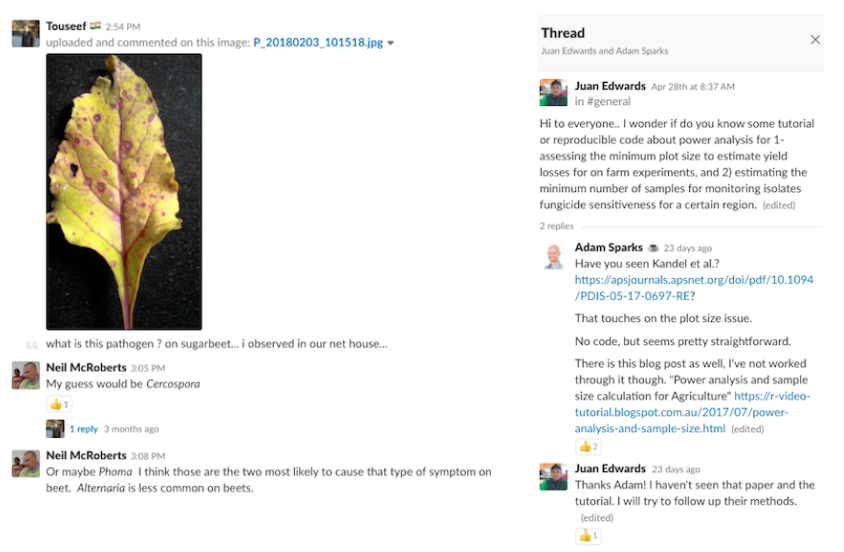 Touseef 2:54 PM
uploaded and commented on this image: P_20180203_101518.jpg
what is this pathogen ? on sugarbeet... i observed in our net house...
Neil McRoberts 3:05 PM
My guess would be Cercospora
1
1 reply 3 months ago
Neil McRoberts 3:08 PM
Or maybe Phoma I think those are the two most likely to cause that type of symptom on
beet. Alternaria is less common on beets.
Thread
Juan Edwards and Adam Sparks
Juan Edwards Apr 28th at 8:37 AM
in #general
Hi to everyone.. I wonder if do you know some tutorial
or reproducible code about power analysis for 1-
assessing the minimum plot size to estimate yield
losses for on farm experiments, and 2) estimating the
minimum number of samples for monitoring isolates
fungicide sensitiveness for a certain region. (edited)
2 replies
Adam Sparks 23 days ago
Have you seen Kandel et al.?
https://apsjournals.apsnet.org/doi/pdf/10.1094
/PDIS-05-17-0697-RE?
That touches on the plot size issue.
No code, but seems pretty straightforward.
There is this blog post as well, I've not worked
through it though. "Power analysis and sample
size calculation for Agriculture" https://r-video-
tutorial.blogspot.com.au/2017/07/power-
analysis-and-sample-size.html (edited)
2
Juan Edwards 23 days ago
Thanks Adam! I haven't seen that paper and the
tutorial. I will try to follow up their methods.
(edited)
1